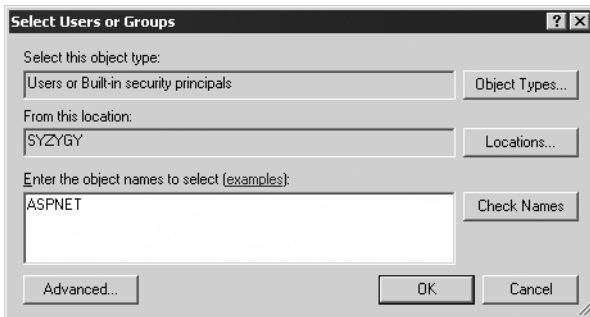 Select Users or Groups
Select this object type:
Users or Built-in security principals
Object Types...
From this location:
SYZYGY
Locations...
Enter the object names to select (examples):
ASPNET
Check Names
Advanced...
OK
Cancel